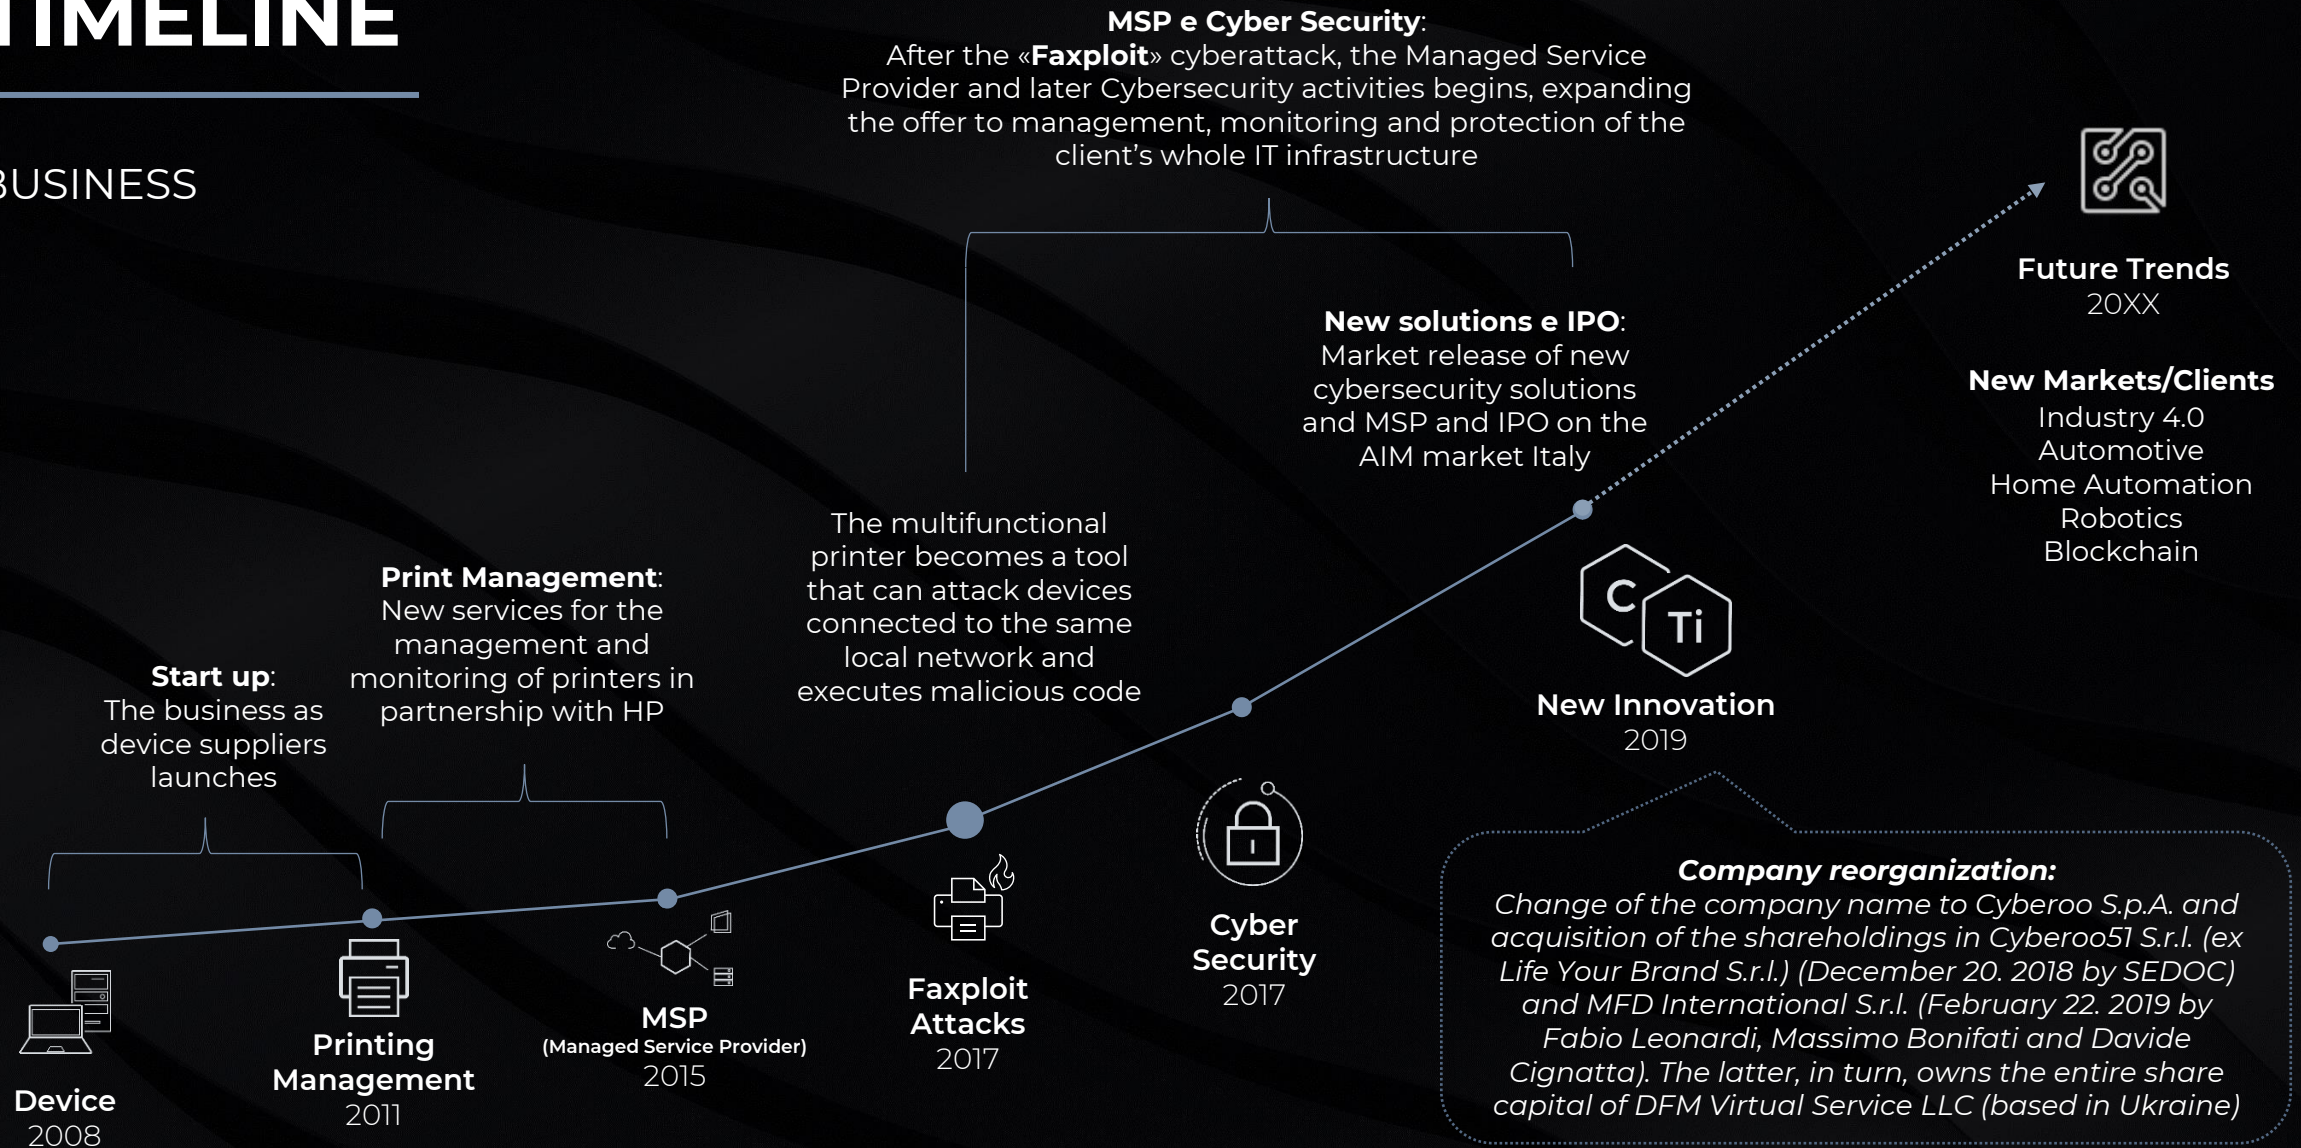 TIMELINE
BUSINESS
MSP e Cyber Security:
After the «Faxploit» cyberattack, the Managed Service
Provider and later Cybersecurity activities begins, expanding
the offer to management, monitoring and protection of the
client's whole IT infrastructure
Start up:
The business as
device suppliers
launches
Print Management:
New services for the
management and
monitoring of printers in
partnership with HP
The multifunctional
printer becomes a tool
that can attack devices
connected to the same
local network and
executes malicious code
New solutions e IPO:
Market release of new
cybersecurity solutions
and MSP and IPO on the
AIM market Italy
Device
2008
Printing
Management
2011
MSP
(Managed Service Provider)
2015
Faxploit
Attacks
2017
Cyber
Security
2017
C
Ti
New Innovation
2019
Company reorganization:
Change of the company name to Cyberoo S.p.A. and
acquisition of the shareholdings in Cyberoo51 S.r.l. (ex
Life Your Brand S.r.l.) (December 20. 2018 by SEDOC)
and MFD International S.r.l. (February 22. 2019 by
Fabio Leonardi, Massimo Bonifati and Davide
Cignatta). The latter, in turn, owns the entire share
capital of DFM Virtual Service LLC (based in Ukraine)
Future Trends
20XX
New Markets/Clients
Industry 4.0
Automotive
Home Automation
Robotics
Blockchain